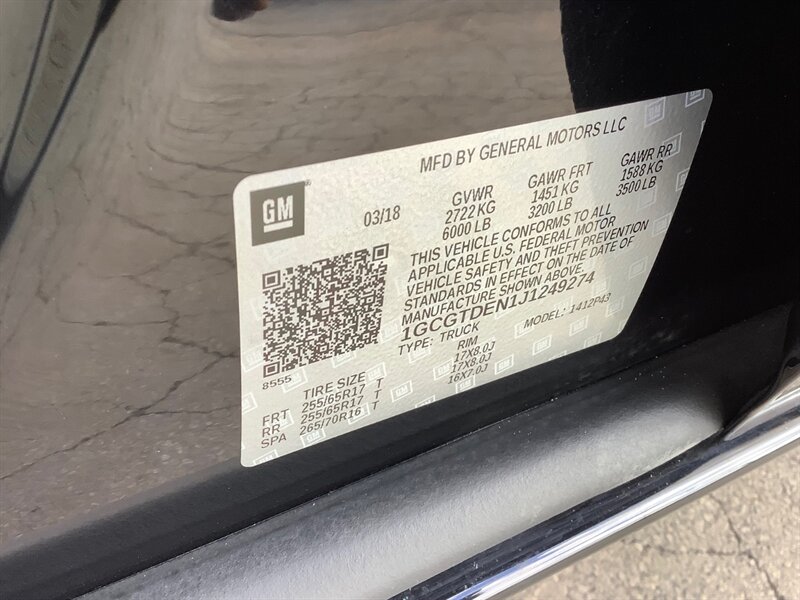 MFD BY GENERAL MOTORS LLC
GM
03/18
GVWR
2722 KG
6000 LB
GAWR FRT
1451 KG
3200 LB
GAWR RR
1588 KG
3500 LB
THIS VEHICLE CONFORMS TO ALL
APPLICABLE U.S. FEDERAL MOTOR
VEHICLE SAFETY AND THEFT PREVENTION
STANDARDS IN EFFECT ON THE DATE OF
MANUFACTURE SHOWN ABOVE.
1GCGTDEN1J1249274
TYPE: TRUCK MODEL: 1412P43
8555
TIRE SIZE RIM
FRT 255/65R17 T 17X8.0J
RR 255/65R17 T 17X8.0J
SPA 265/70R16 T 16X7.0J